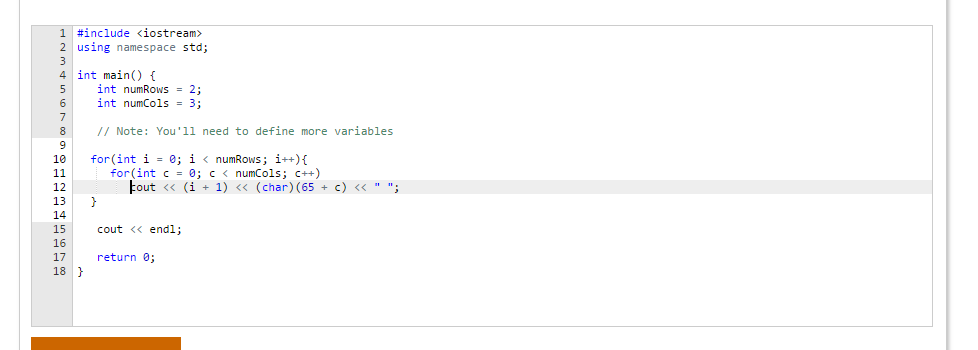 1 #include <iostream>
2 using namespace std;
3
4 int main() {
5 int numRows = 2;
6 int numCols = 3;
7
8 // Note: You'll need to define more variables
9
10 for(int i = 0; i < numRows; i++){
11 for(int c = 0; c < numCols; c++)
12 cout << (i + 1) << (char)(65 + c) << " ";
13 }
14
15 cout << endl;
16
17 return 0;
18 }